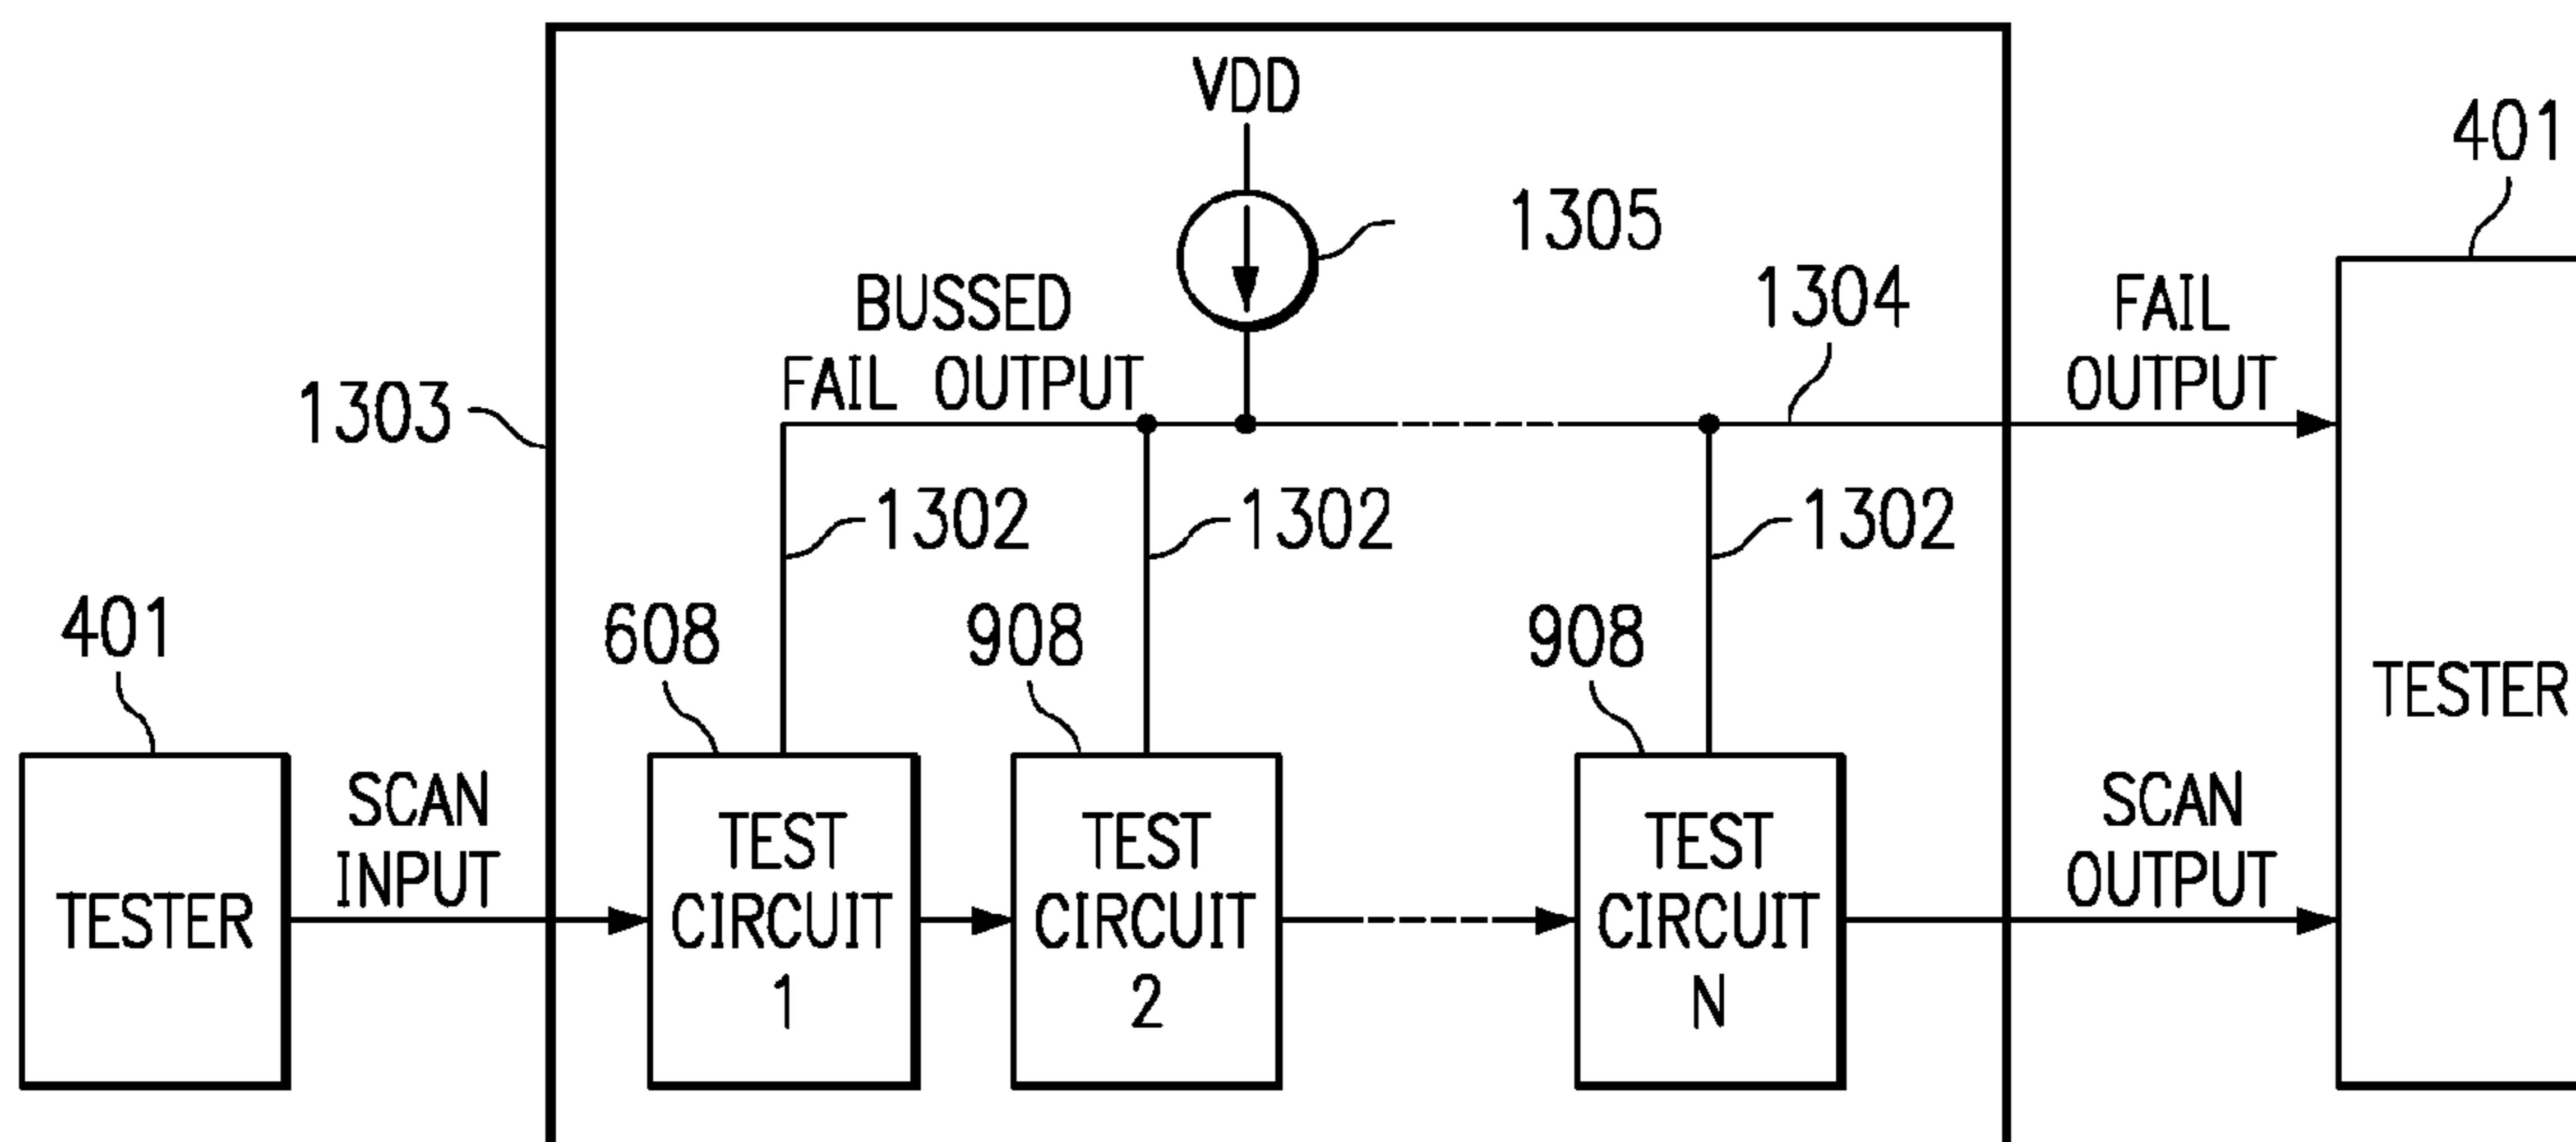 VDD
401
1305
BUSSED
FAIL OUTPUT
1304
FAIL
OUTPUT
1303
1302
1302
1302
401
608
908
908
TESTER
SCAN
INPUT
SCAN
OUTPUT
TESTER
TEST
CIRCUIT
1
TEST
CIRCUIT
2
TEST
CIRCUIT
N